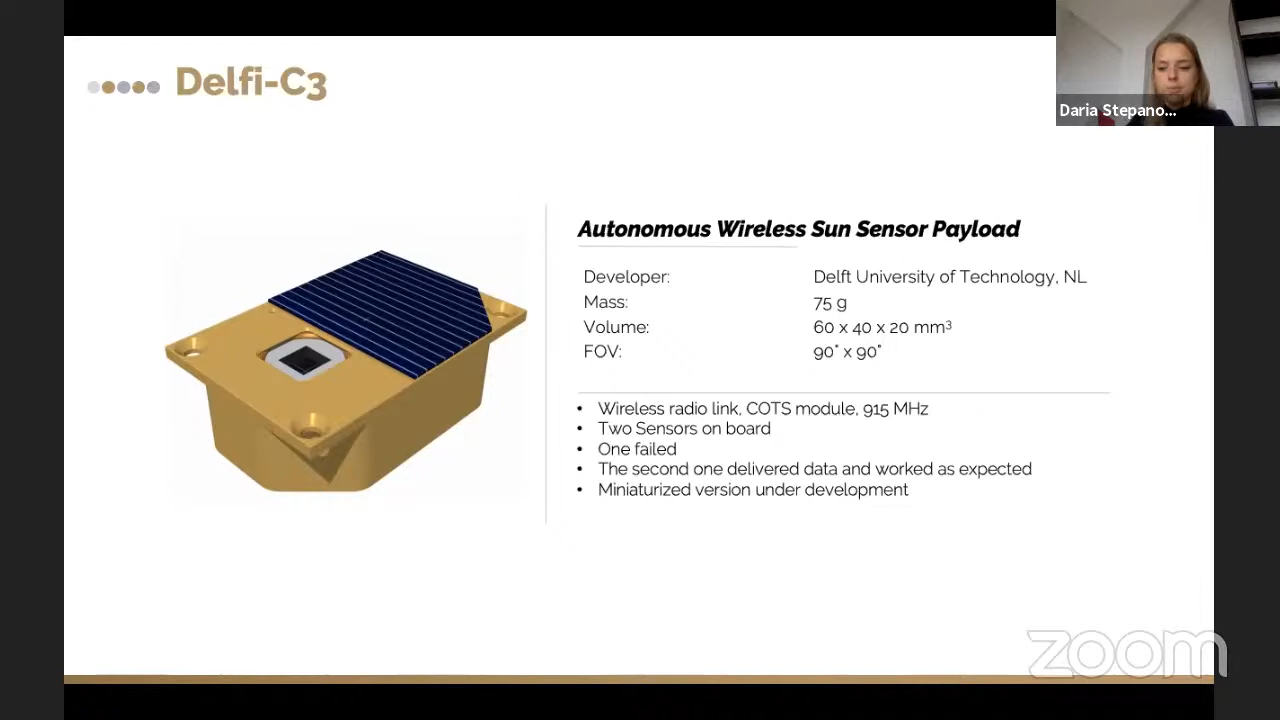 Delfi-C3
Daria Stepano...
Autonomous Wireless Sun Sensor Payload
Developer: Delft University of Technology, NL
Mass: 75 g
Volume: 60 x 40 x 20 mm³
FOV: 90° x 90°
• Wireless radio link, COTS module, 915 MHz
• Two Sensors on board
• One failed
• The second one delivered data and worked as expected
• Miniaturized version under development
zoom